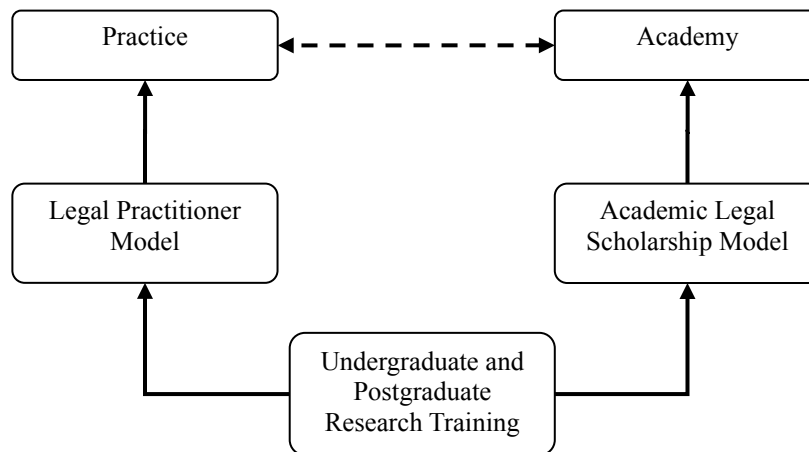 Practice
Academy
Legal Practitioner
Model
Academic Legal
Scholarship Model
Undergraduate and
Postgraduate
Research Training